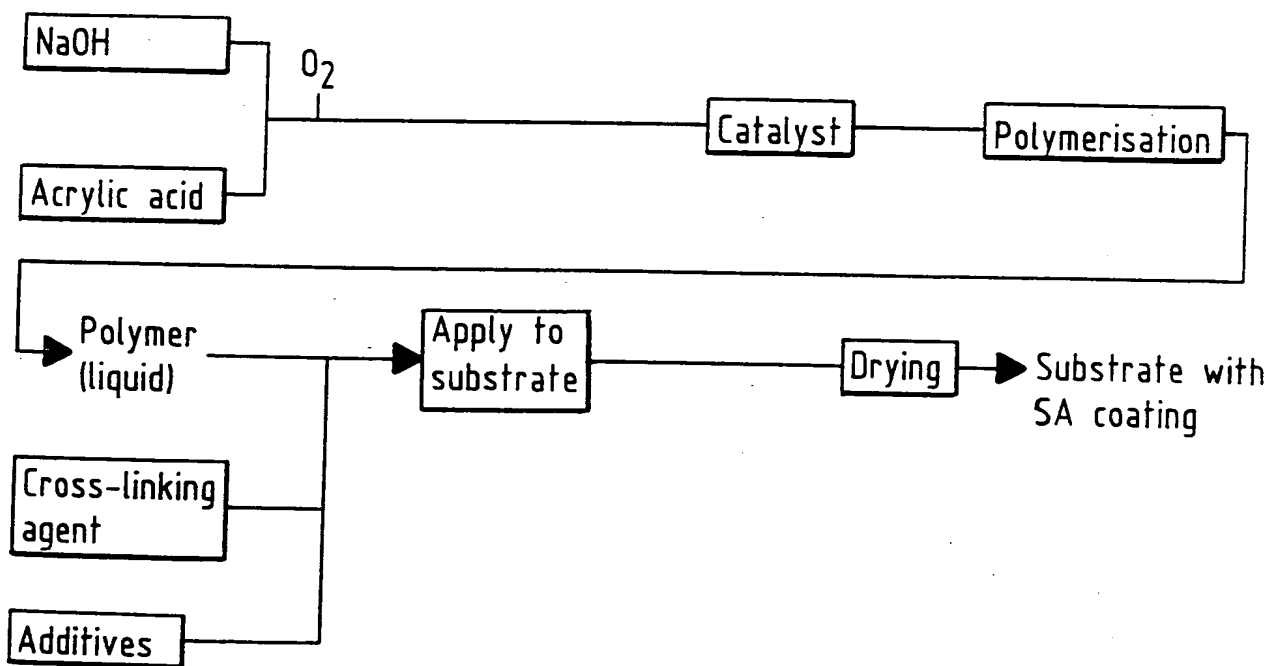 NaOH
O2
Catalyst
Polymerisation
Acrylic acid
Polymer
(liquid)
Apply to
substrate
Drying
Substrate with
SA coating
Cross-linking
agent
Additives